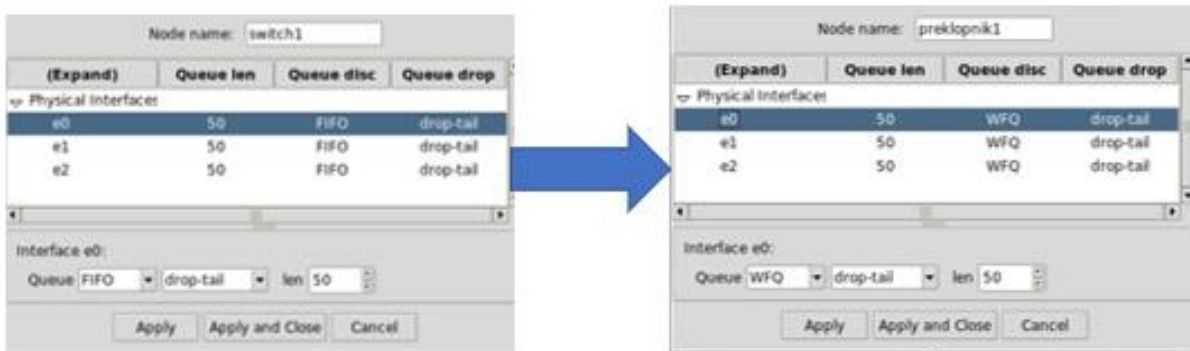 Node name: switch1
(Expand) Queue len Queue disc Queue drop
Physical Interfaces
e0 50 FIFO drop-tail
e1 50 FIFO drop-tail
e2 50 FIFO drop-tail
Interface e0:
Queue FIFO drop-tail len 50
Apply Apply and Close Cancel
Node name: preklopnik1
(Expand) Queue len Queue disc Queue drop
Physical Interfaces
e0 50 WFQ drop-tail
e1 50 WFQ drop-tail
e2 50 WFQ drop-tail
Interface e0:
Queue WFQ drop-tail len 50
Apply Apply and Close Cancel